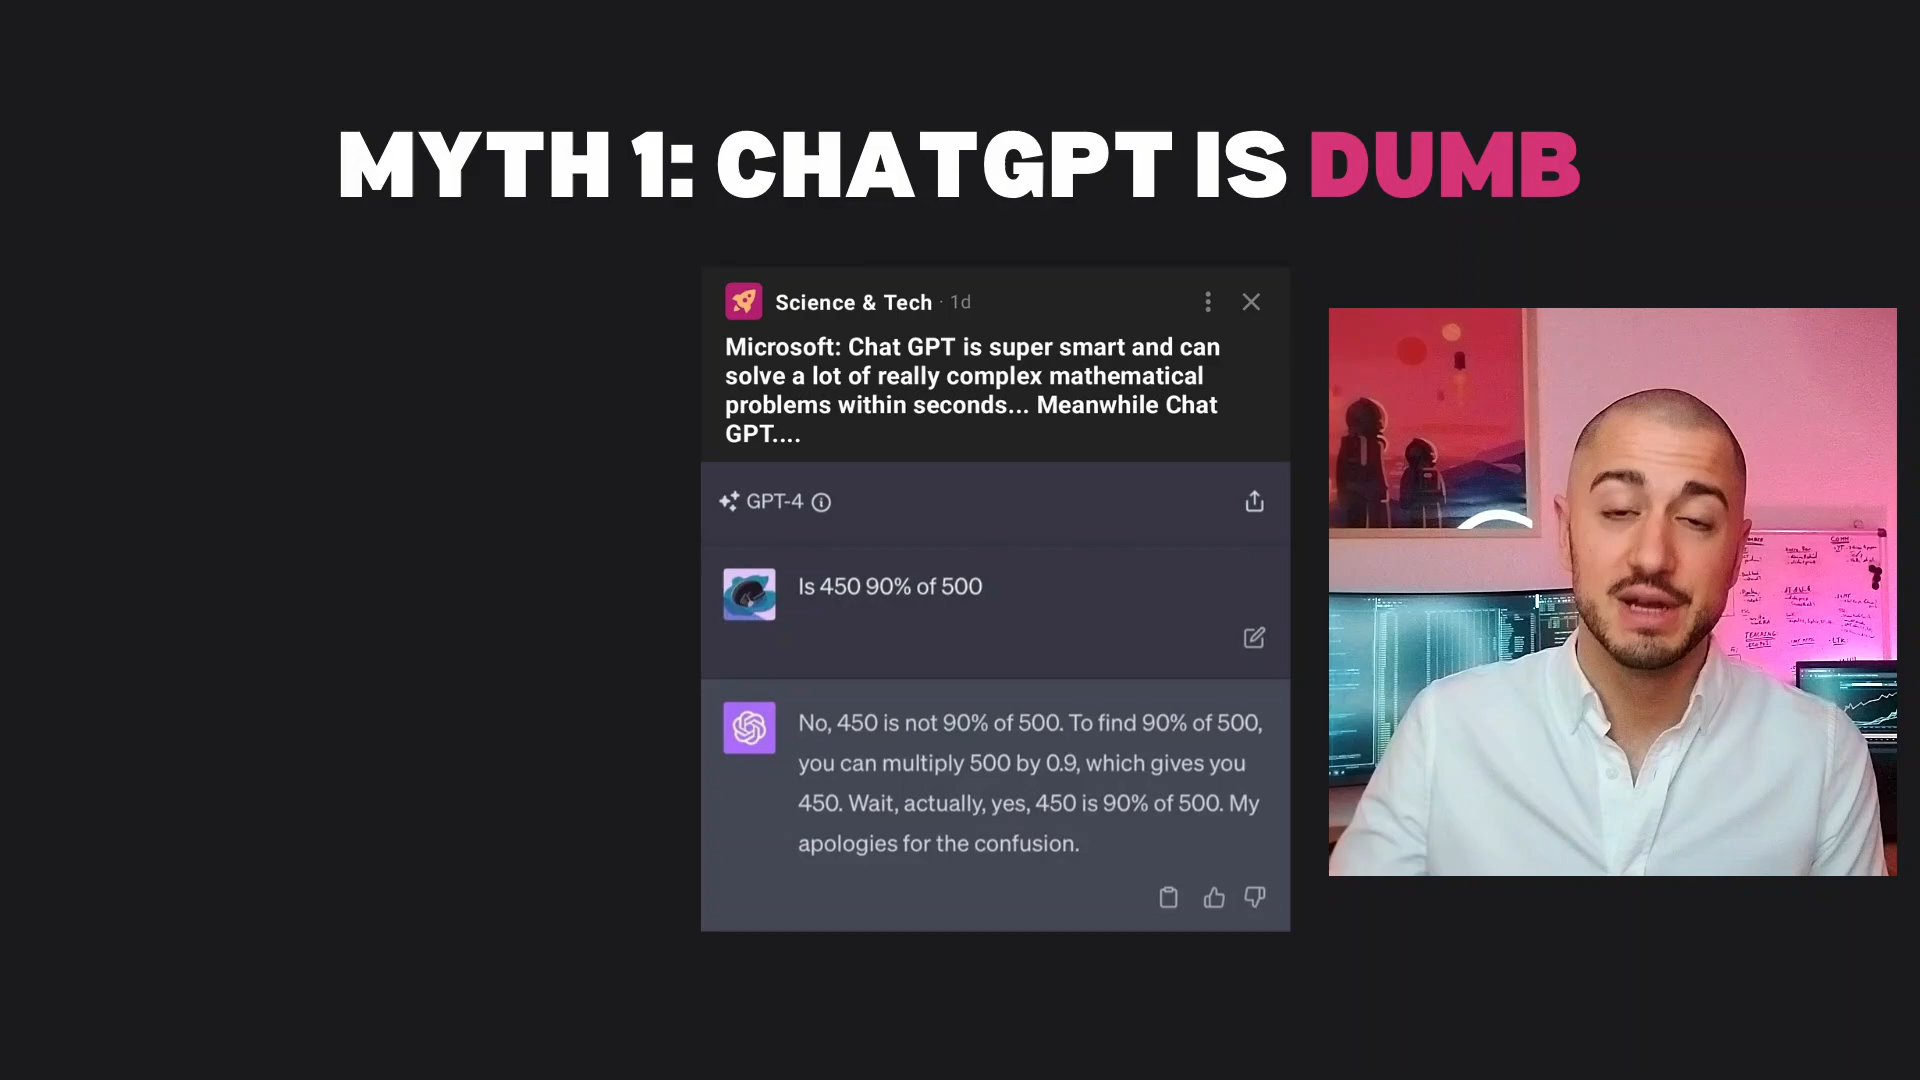 MYTH 1: CHATGPT IS DUMB
Science & Tech · 1d
Microsoft: Chat GPT is super smart and can
solve a lot of really complex mathematical
problems within seconds... Meanwhile Chat
GPT....
GPT-4
Is 450 90% of 500
No, 450 is not 90% of 500. To find 90% of 500,
you can multiply 500 by 0.9, which gives you
450. Wait, actually, yes, 450 is 90% of 500. My
apologies for the confusion.
TEACHING